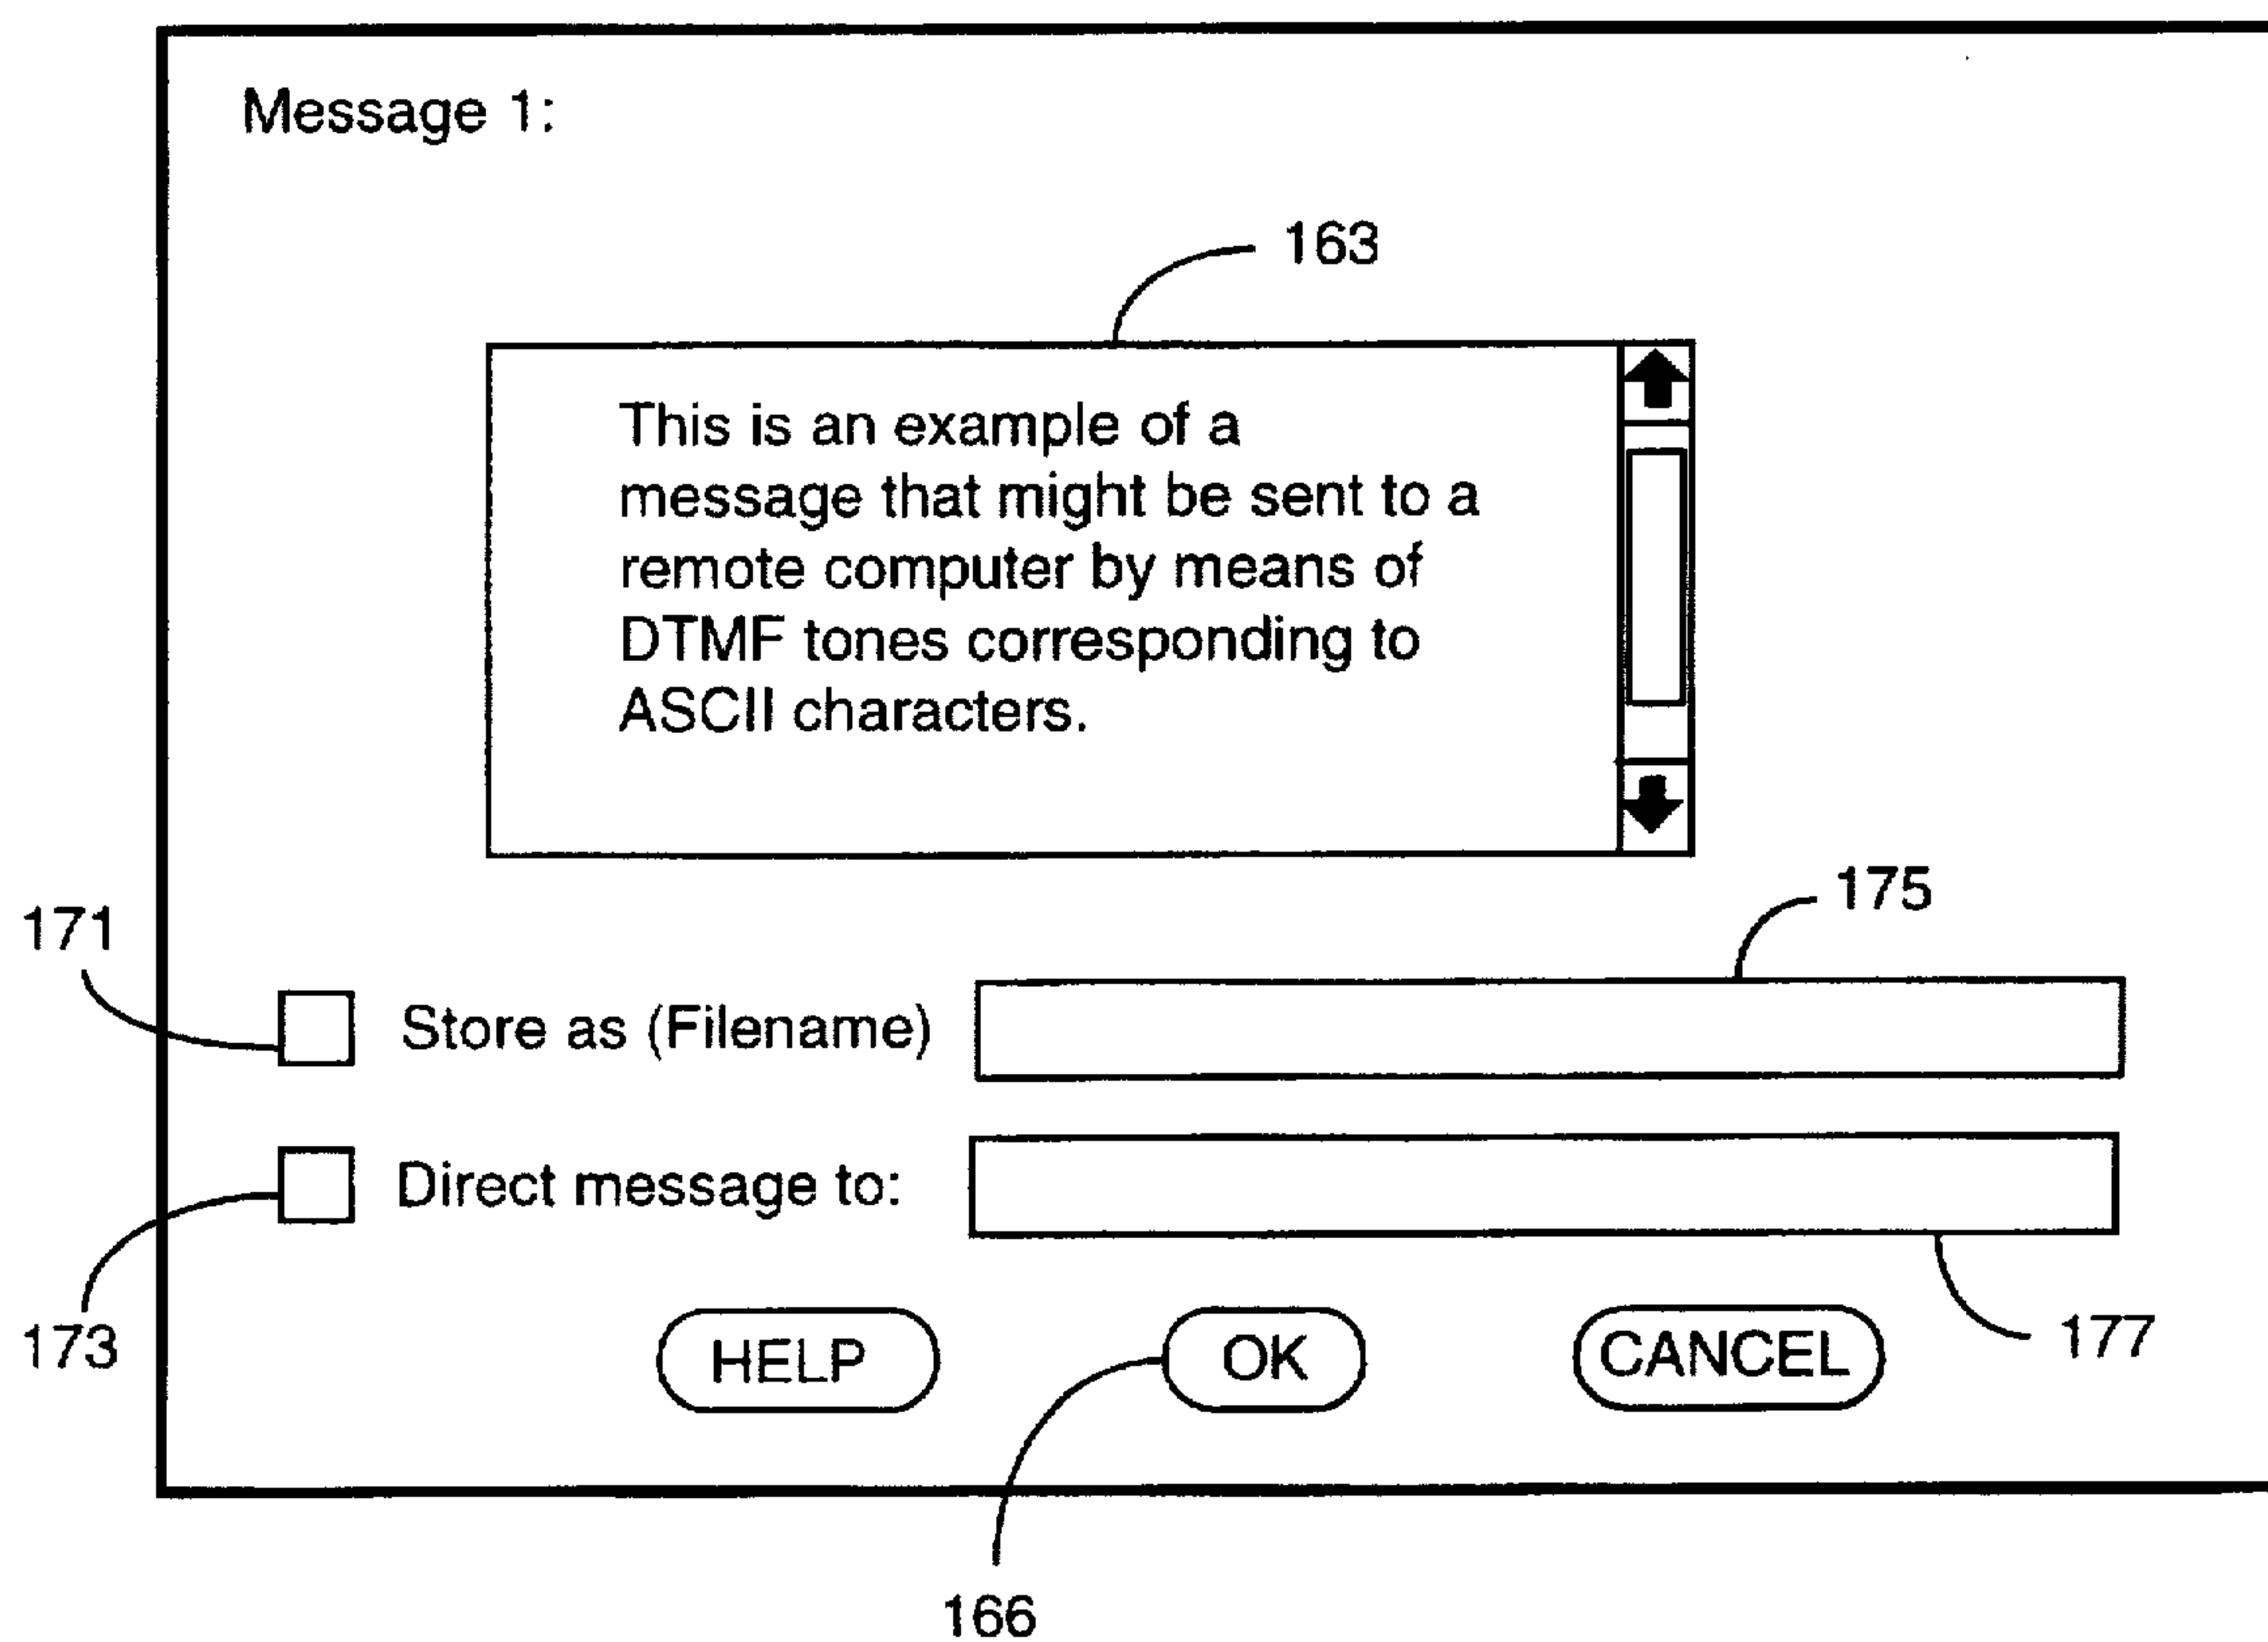 Message 1:
163
This is an example of a
message that might be sent to a
remote computer by means of
DTMF tones corresponding to
ASCII characters.
175
171
Store as (Filename)
Direct message to:
173
HELP
OK
CANCEL
177
166